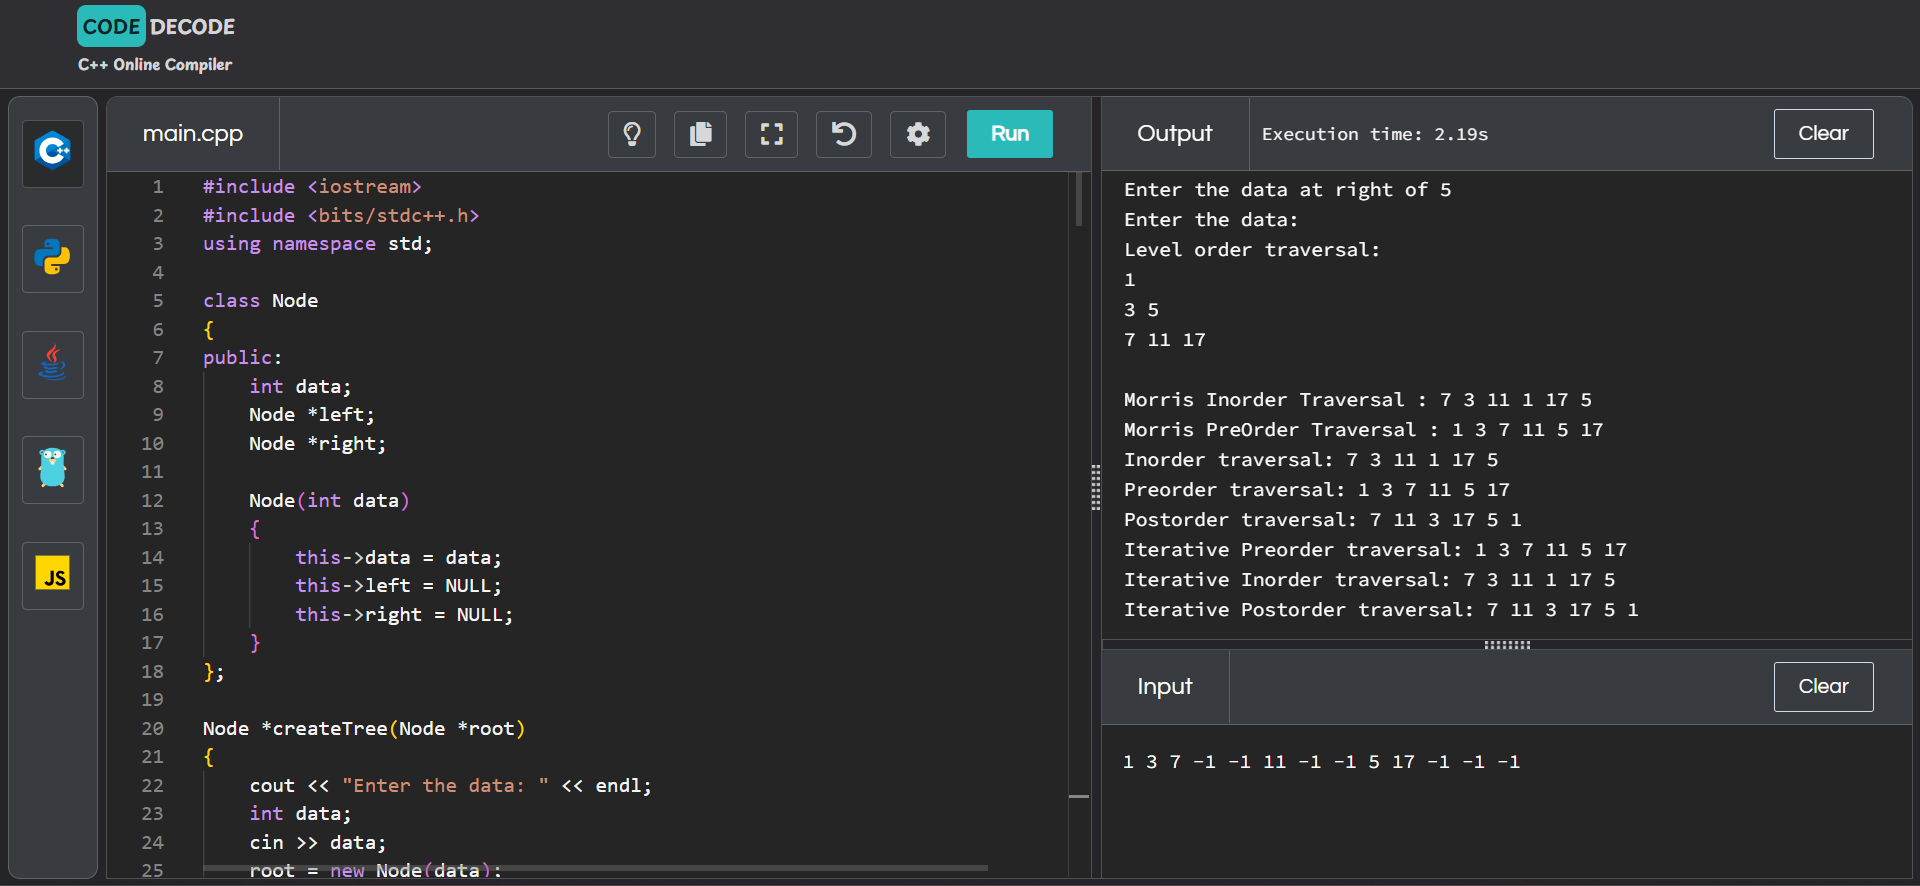 CODE DECODE
C++ Online Compiler
C++
JS
main.cpp
Run
1 #include <iostream>
2 #include <bits/stdc++.h>
3 using namespace std;
4
5 class Node
6 {
7 public:
8     int data;
9     Node *left;
10     Node *right;
11
12     Node(int data)
13     {
14         this->data = data;
15         this->left = NULL;
16         this->right = NULL;
17     }
18 };
19
20 Node *createTree(Node *root)
21 {
22     cout << "Enter the data: " << endl;
23     int data;
24     cin >> data;
25     root = new Node(data);
Output
Execution time: 2.19s
Clear
Enter the data at right of 5
Enter the data:
Level order traversal:
1
3 5
7 11 17
Morris Inorder Traversal : 7 3 11 1 17 5
Morris PreOrder Traversal : 1 3 7 11 5 17
Inorder traversal: 7 3 11 1 17 5
Preorder traversal: 1 3 7 11 5 17
Postorder traversal: 7 11 3 17 5 1
Iterative Preorder traversal: 1 3 7 11 5 17
Iterative Inorder traversal: 7 3 11 1 17 5
Iterative Postorder traversal: 7 11 3 17 5 1
Input
Clear
1 3 7 -1 -1 11 -1 -1 5 17 -1 -1 -1